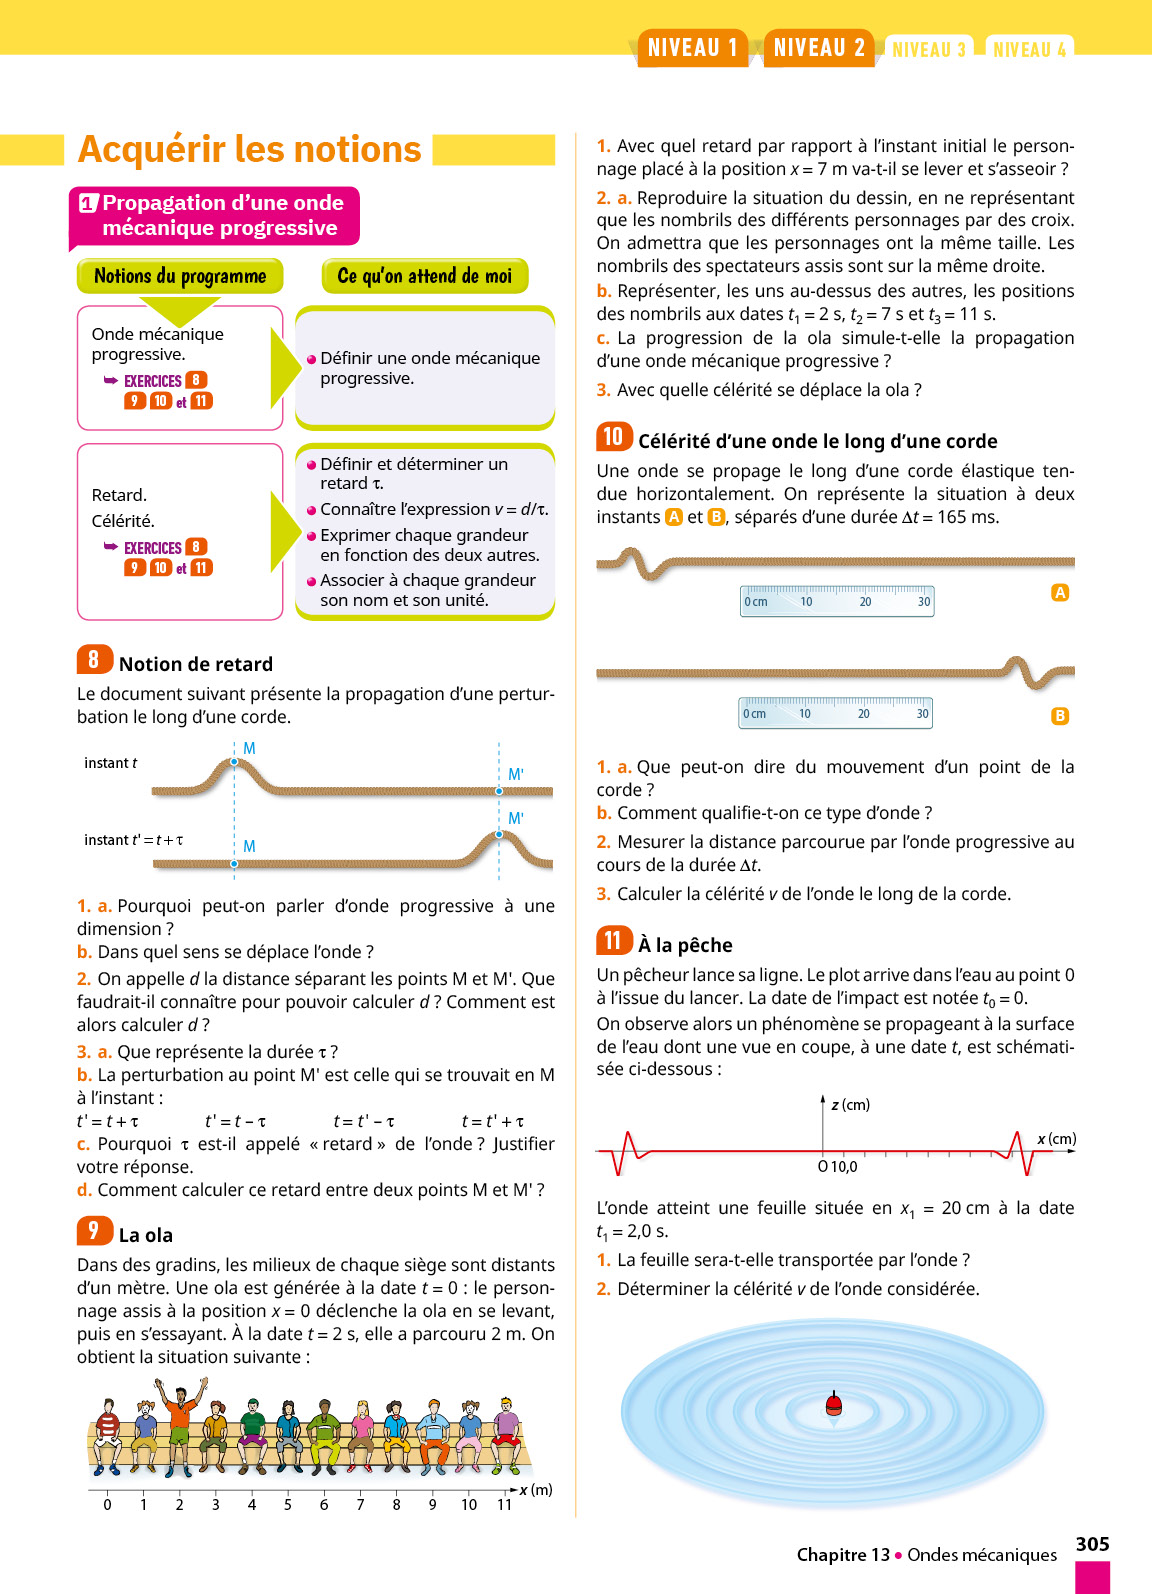 NIVEAU 1
NIVEAU 2
NIVEAU 3
NIVEAU 4
Acquérir les notions
1 Propagation d’une onde
mécanique progressive
Notions du programme
Ce qu’on attend de moi
Onde mécanique
progressive.
➥ EXERCICES 8
9 10 et 11
• Définir une onde mécanique
progressive.
Retard.
Célérité.
➥ EXERCICES 8
9 10 et 11
• Définir et déterminer un
retard τ.
• Connaître l’expression v = d/τ.
• Exprimer chaque grandeur
en fonction des deux autres.
• Associer à chaque grandeur
son nom et son unité.
8 Notion de retard
Le document suivant présente la propagation d’une pertur-
bation le long d’une corde.
instant t
M
M'
instant t' = t + τ
M
M'
1. a. Pourquoi peut-on parler d’onde progressive à une
dimension ?
b. Dans quel sens se déplace l’onde ?
2. On appelle d la distance séparant les points M et M'. Que
faudrait-il connaître pour pouvoir calculer d ? Comment est
alors calculer d ?
3. a. Que représente la durée τ ?
b. La perturbation au point M' est celle qui se trouvait en M
à l’instant :
t' = t + τ t' = t – τ t = t' – τ t = t' + τ
c. Pourquoi τ est-il appelé « retard » de l’onde ? Justifier
votre réponse.
d. Comment calculer ce retard entre deux points M et M' ?
9 La ola
Dans des gradins, les milieux de chaque siège sont distants
d’un mètre. Une ola est générée à la date t = 0 : le person-
nage assis à la position x = 0 déclenche la ola en se levant,
puis en s’essayant. À la date t = 2 s, elle a parcouru 2 m. On
obtient la situation suivante :
x (m)
0 1 2 3 4 5 6 7 8 9 10 11
1. Avec quel retard par rapport à l’instant initial le person-
nage placé à la position x = 7 m va-t-il se lever et s’asseoir ?
2. a. Reproduire la situation du dessin, en ne représentant
que les nombrils des différents personnages par des croix.
On admettra que les personnages ont la même taille. Les
nombrils des spectateurs assis sont sur la même droite.
b. Représenter, les uns au-dessus des autres, les positions
des nombrils aux dates t1 = 2 s, t2 = 7 s et t3 = 11 s.
c. La progression de la ola simule-t-elle la propagation
d’une onde mécanique progressive ?
3. Avec quelle célérité se déplace la ola ?
10 Célérité d’une onde le long d’une corde
Une onde se propage le long d’une corde élastique ten-
due horizontalement. On représente la situation à deux
instants A et B, séparés d’une durée Δt = 165 ms.
0 cm 10 20 30
A
0 cm 10 20 30
B
1. a. Que peut-on dire du mouvement d’un point de la
corde ?
b. Comment qualifie-t-on ce type d’onde ?
2. Mesurer la distance parcourue par l’onde progressive au
cours de la durée Δt.
3. Calculer la célérité v de l’onde le long de la corde.
11 À la pêche
Un pêcheur lance sa ligne. Le plot arrive dans l’eau au point 0
à l’issue du lancer. La date de l’impact est notée t0 = 0.
On observe alors un phénomène se propageant à la surface
de l’eau dont une vue en coupe, à une date t, est schémati-
sée ci-dessous :
z (cm)
x (cm)
O 10,0
L’onde atteint une feuille située en x1 = 20 cm à la date
t1 = 2,0 s.
1. La feuille sera-t-elle transportée par l’onde ?
2. Déterminer la célérité v de l’onde considérée.
Chapitre 13 • Ondes mécaniques
305